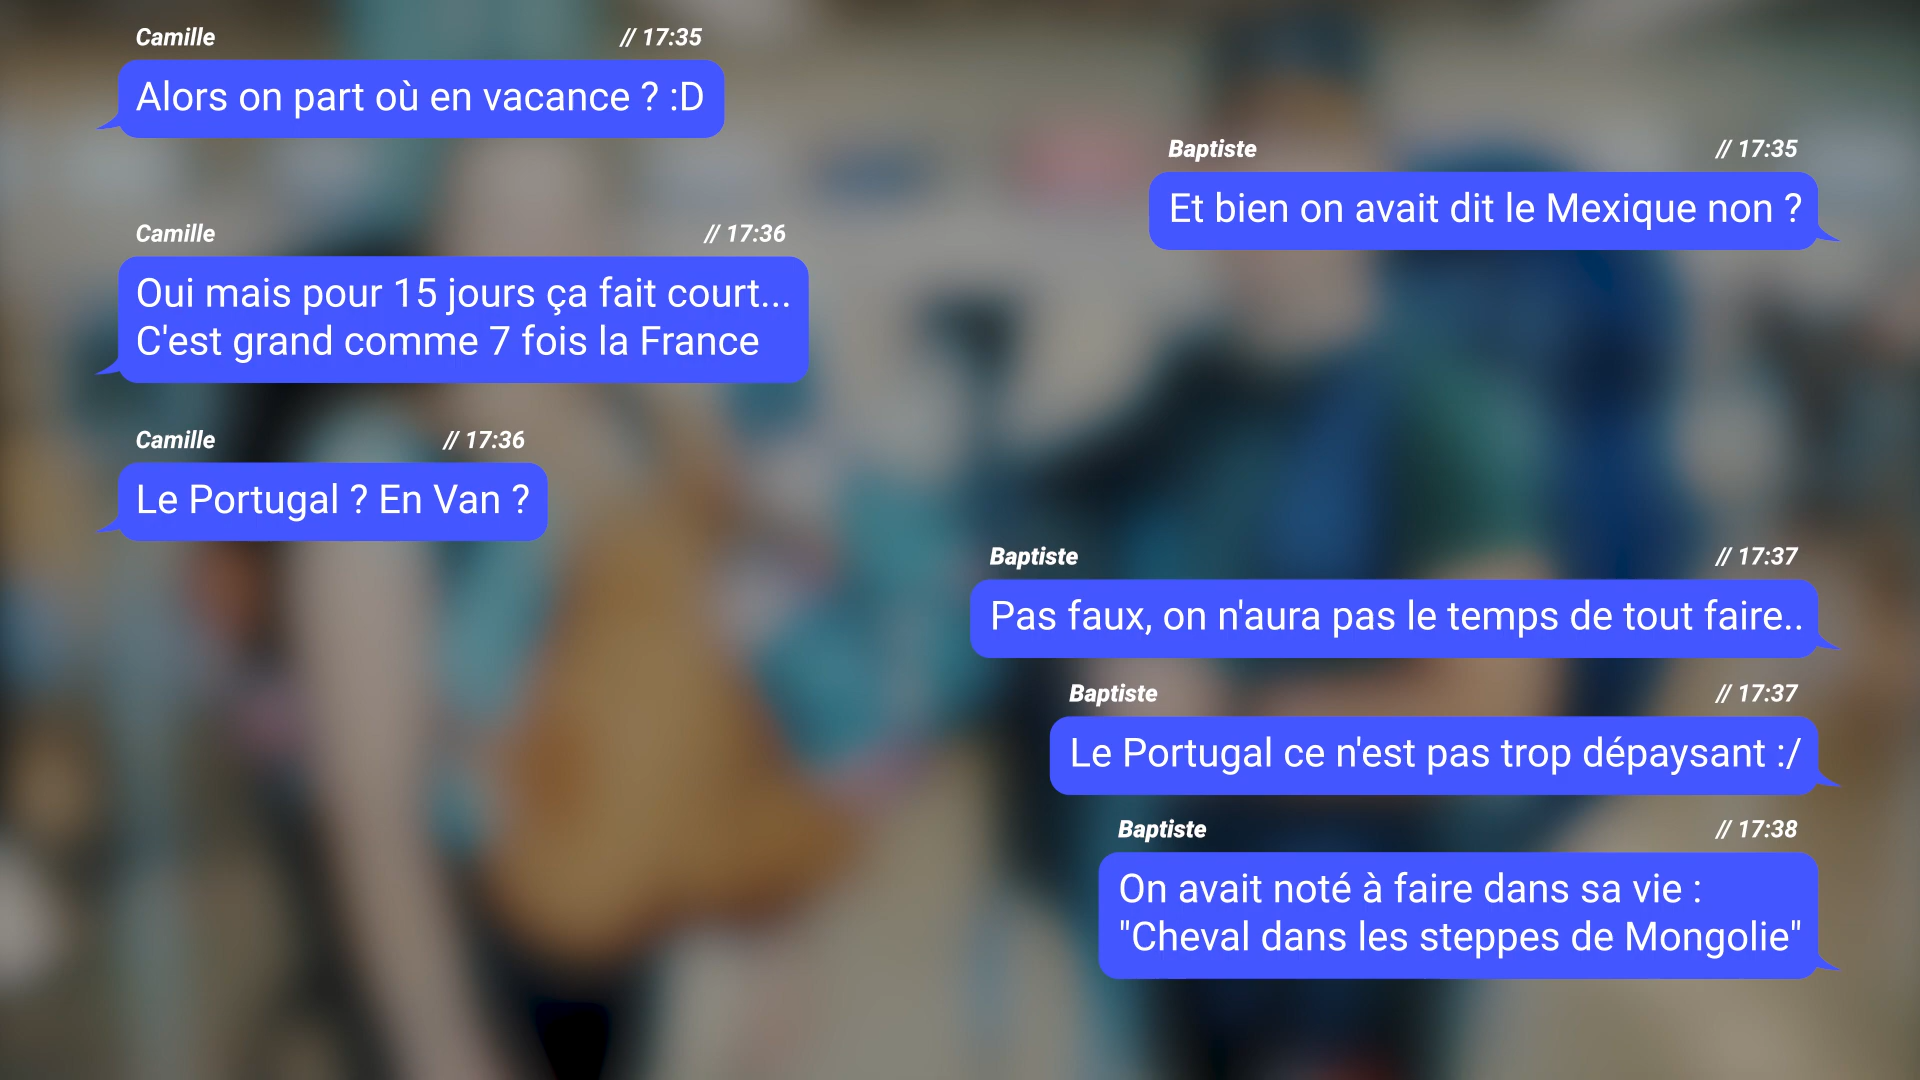 Camille // 17:35
Alors on part où en vacance ? :D
Baptiste // 17:35
Et bien on avait dit le Mexique non ?
Camille // 17:36
Oui mais pour 15 jours ça fait court...
C'est grand comme 7 fois la France
Camille // 17:36
Le Portugal ? En Van ?
Baptiste // 17:37
Pas faux, on n'aura pas le temps de tout faire..
Baptiste // 17:37
Le Portugal ce n'est pas trop dépaysant :/
Baptiste // 17:38
On avait noté à faire dans sa vie :
"Cheval dans les steppes de Mongolie"